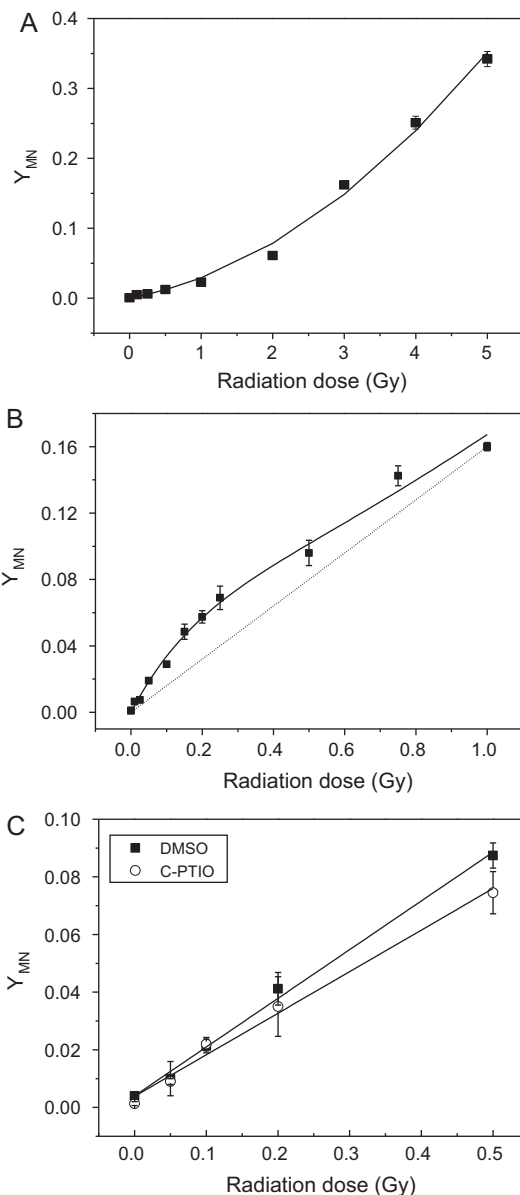 A
0.4
0.3
0.2
0.1
0.0
Y_MN
0 1 2 3 4 5
Radiation dose (Gy)
B
0.16
0.12
0.08
0.04
0.00
Y_MN
0.0 0.2 0.4 0.6 0.8 1.0
Radiation dose (Gy)
C
0.10
0.08
0.06
0.04
0.02
0.00
Y_MN
DMSO
C-PTIO
0.0 0.1 0.2 0.3 0.4 0.5
Radiation dose (Gy)